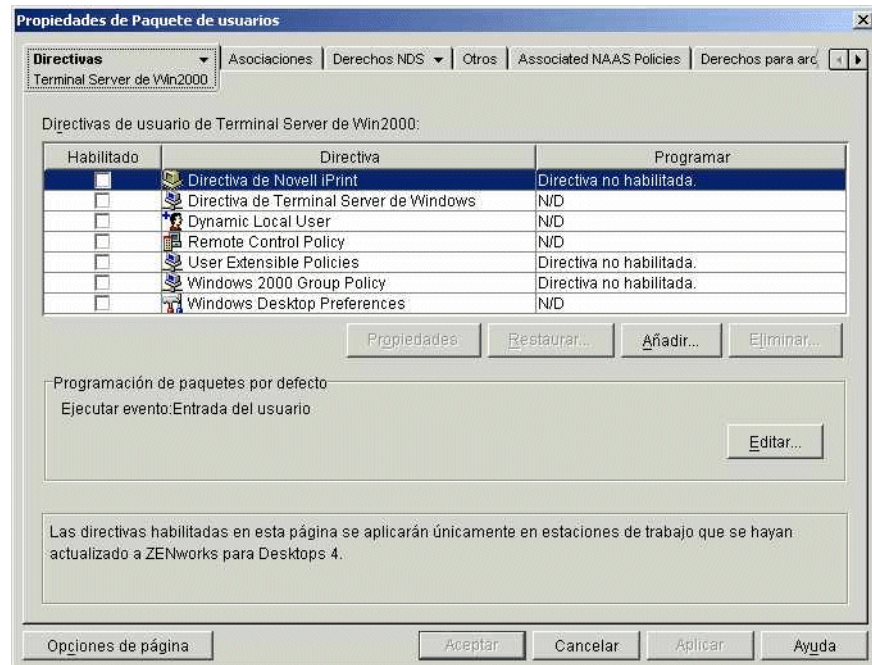 Propiedades de Paquete de usuarios
Directivas
Terminal Server de Win2000
Asociaciones
Derechos NDS
Otros
Associated NAAS Policies
Derechos para arc
Directivas de usuario de Terminal Server de Win2000:
Habilitado Directiva Programar
Directiva de Novell iPrint Directiva no habilitada.
Directiva de Terminal Server de Windows N/D
Dynamic Local User N/D
Remote Control Policy N/D
User Extensible Policies Directiva no habilitada.
Windows 2000 Group Policy Directiva no habilitada.
Windows Desktop Preferences N/D
Propiedades Restaurar... Añadir... Eliminar...
Programación de paquetes por defecto
Ejecutar evento:Entrada del usuario
Editar...
Las directivas habilitadas en esta página se aplicarán únicamente en estaciones de trabajo que se hayan
actualizado a ZENworks para Desktops 4.
Opciones de página Aceptar Cancelar Aplicar Ayuda